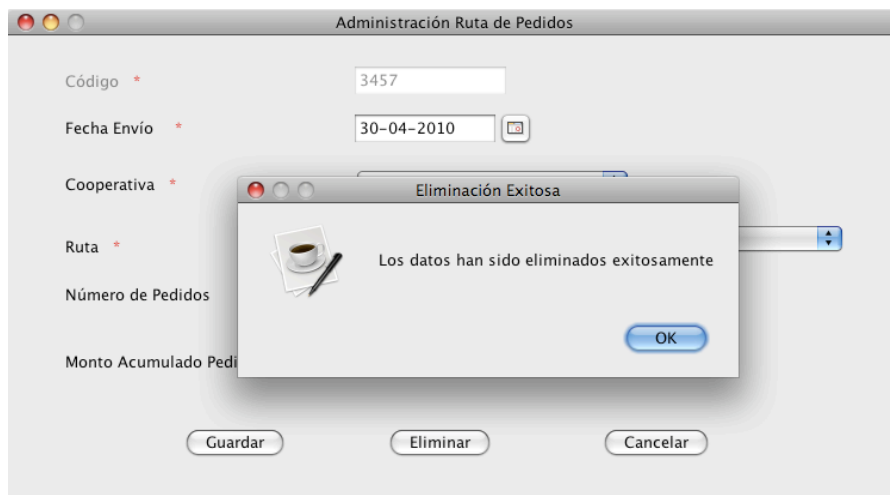 Administración Ruta de Pedidos
Código *
3457
Fecha Envío *
30-04-2010
Cooperativa *
Eliminación Exitosa
Ruta *
Los datos han sido eliminados exitosamente
Número de Pedidos
OK
Monto Acumulado Pedi
Guardar
Eliminar
Cancelar